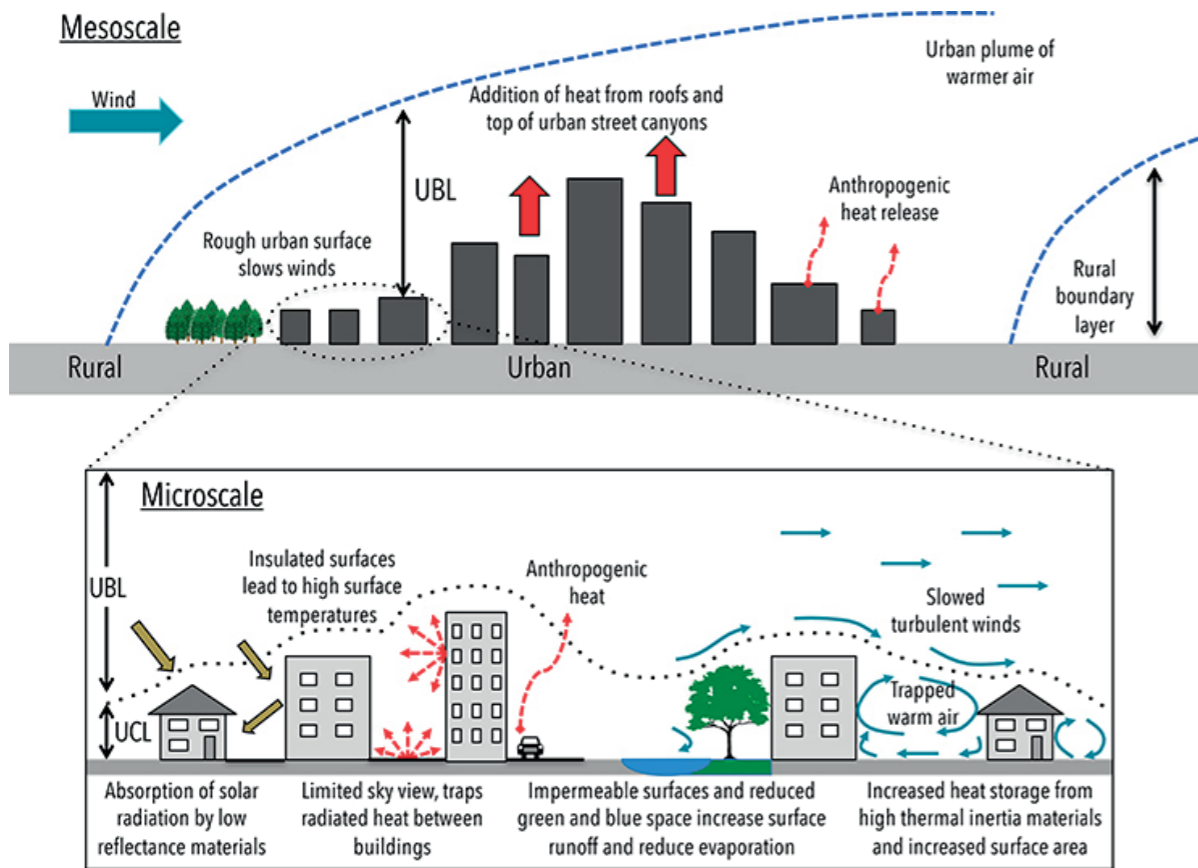 Mesoscale
Wind
Urban plume of
warmer air
Addition of heat from roofs and
top of urban street canyons
UBL
Anthropogenic
heat release
Rough urban surface
slows winds
Rural
boundary
layer
Rural
Urban
Rural
Microscale
UBL
Insulated surfaces
lead to high surface
temperatures
Anthropogenic
heat
Slowed
turbulent winds
Trapped
warm air
UCL
Absorption of solar
radiation by low
reflectance materials
Limited sky view, traps
radiated heat between
buildings
Impermeable surfaces and reduced
green and blue space increase surface
runoff and reduce evaporation
Increased heat storage from
high thermal inertia materials
and increased surface area